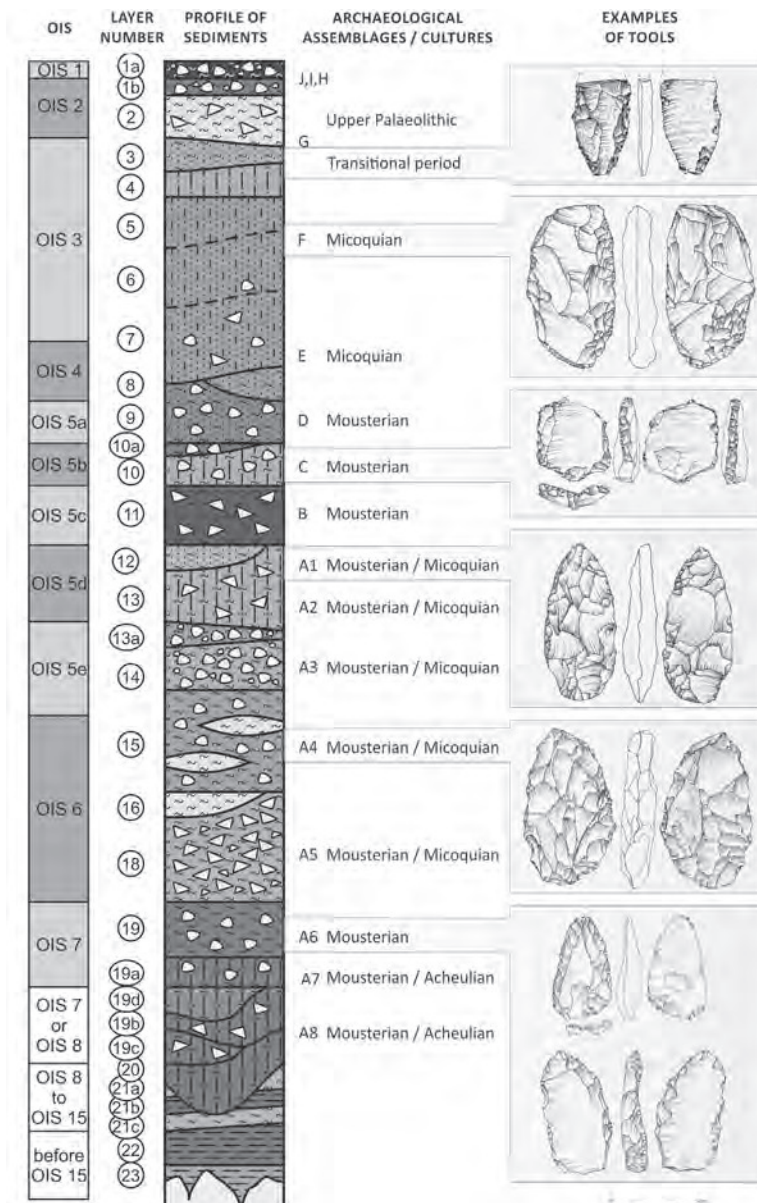 OIS
LAYER NUMBER
PROFILE OF SEDIMENTS
ARCHAEOLOGICAL ASSEMBLAGES / CULTURES
EXAMPLES OF TOOLS
OIS 1
OIS 2
OIS 3
OIS 4
OIS 5a
OIS 5b
OIS 5c
OIS 5d
OIS 5e
OIS 6
OIS 7
OIS 7
or
OIS 8
OIS 8
to
OIS 15
before
OIS 15
1a
1b
2
3
4
5
6
7
8
9
10a
10
11
12
13
13a
14
15
16
18
19
19a
19d
19b
19c
20
21a
21b
21c
22
23
J,I,H
Upper Palaeolithic
G
Transitional period
F Micoquian
E Micoquian
D Mousterian
C Mousterian
B Mousterian
A1 Mousterian / Micoquian
A2 Mousterian / Micoquian
A3 Mousterian / Micoquian
A4 Mousterian / Micoquian
A5 Mousterian / Micoquian
A6 Mousterian
A7 Mousterian / Acheulian
A8 Mousterian / Acheulian